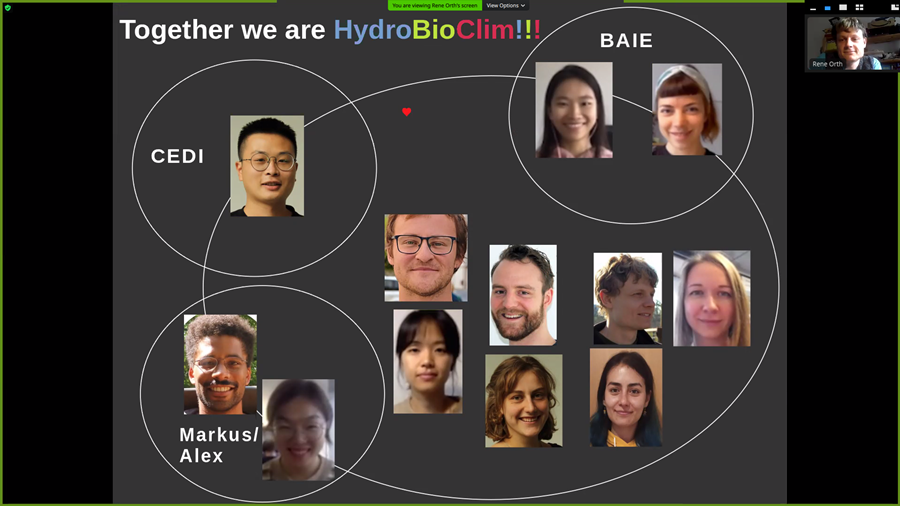 You are viewing Rene Orth's screen
View Options
Together we are HydroBioClim!!!
BAIE
Rene Orth
CEDI
Markus/
Alex